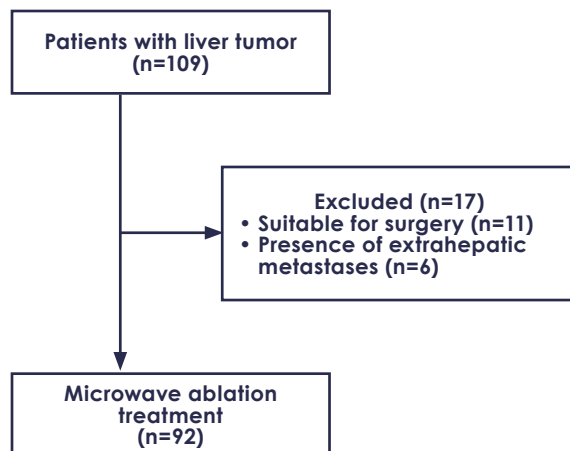 Patients with liver tumor
(n=109)
Excluded (n=17)
• Suitable for surgery (n=11)
• Presence of extrahepatic
metastases (n=6)
Microwave ablation
treatment
(n=92)